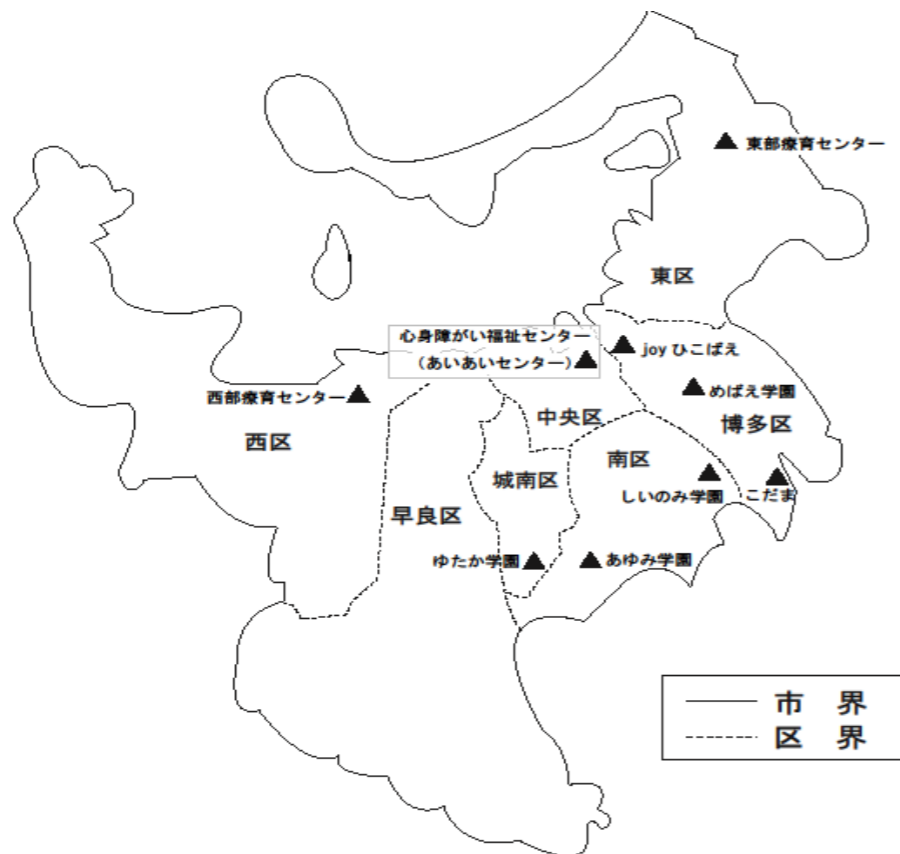 東部療育センター
東区
心身障がい福祉センター
(あいあいセンター)
joy ひこばえ
西部療育センター
めばえ学園
中央区
博多区
西区
南区
城南区
しいのみ学園
こだま
早良区
ゆたか学園
あゆみ学園
市 界
区 界